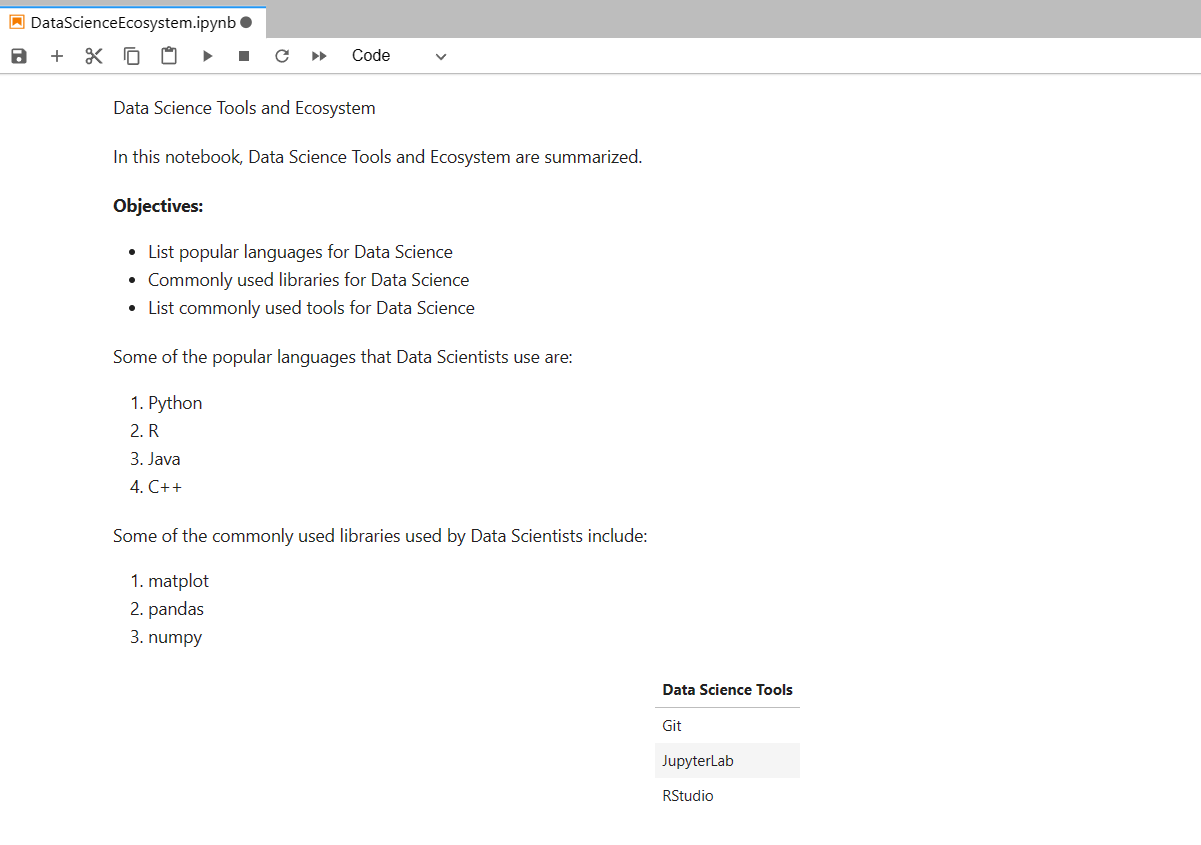 DataScienceEcosystem.ipynb
Code
Data Science Tools and Ecosystem
In this notebook, Data Science Tools and Ecosystem are summarized.
Objectives:
• List popular languages for Data Science
• Commonly used libraries for Data Science
• List commonly used tools for Data Science
Some of the popular languages that Data Scientists use are:
1. Python
2. R
3. Java
4. C++
Some of the commonly used libraries used by Data Scientists include:
1. matplot
2. pandas
3. numpy
Data Science Tools
Git
JupyterLab
RStudio